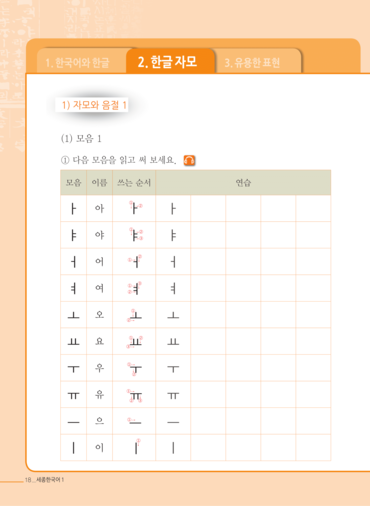 1. 한국어와 한글
2. 한글 자모
3. 유용한 표현
1) 자모와 음절 1
(1) 모음 1
① 다음 모음을 읽고 써 보세요.
모음 이름 쓰는 순서 연습
ㅏ 아 ㅏ ㅏ
ㅑ 야 ㅑ ㅑ
ㅓ 어 ㅓ ㅓ
ㅕ 여 ㅕ ㅕ
ㅗ 오 ㅗ ㅗ
ㅛ 요 ㅛ ㅛ
ㅜ 우 ㅜ ㅜ
ㅠ 유 ㅠ ㅠ
ㅡ 으 ㅡ ㅡ
ㅣ 이 ㅣ ㅣ
18 _ 세종한국어 1